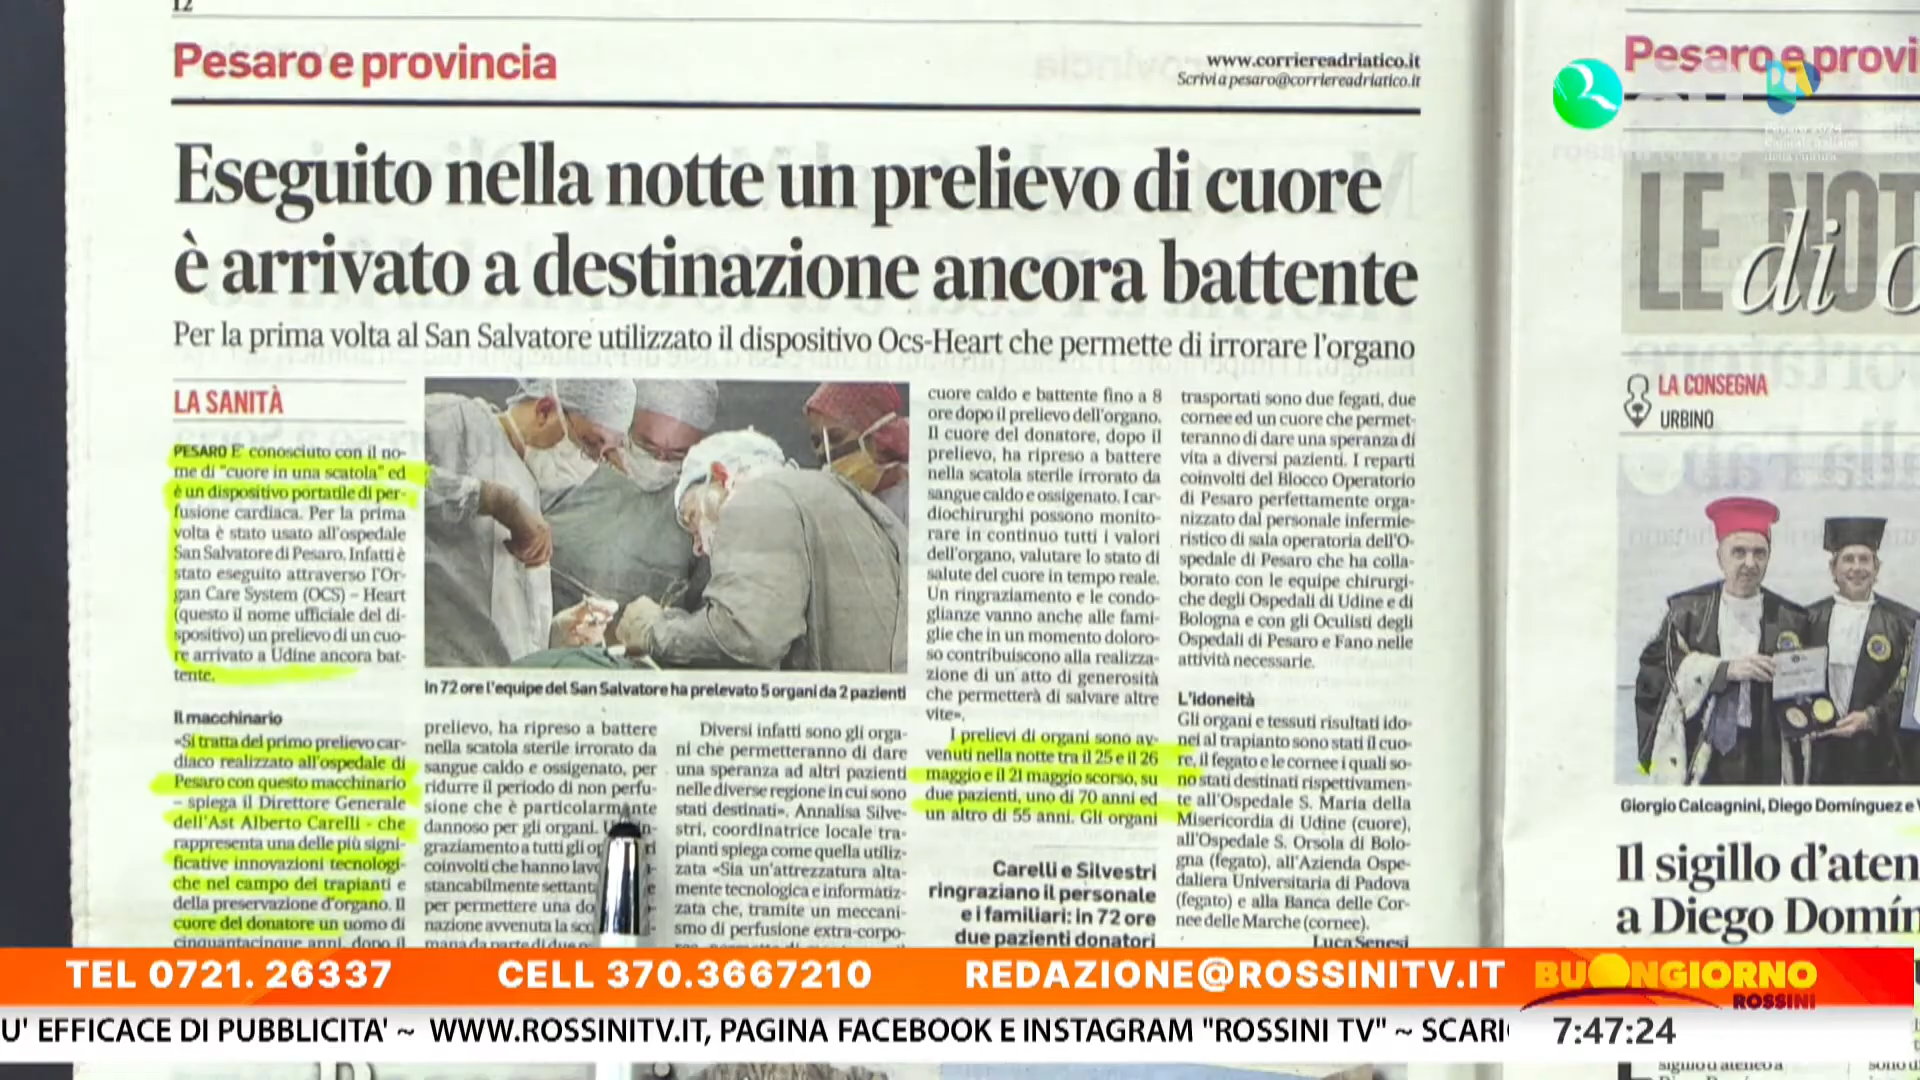 12
Pesaro e provincia
www.corriereadriatico.it
Scrivi a pesaro@corriereadriatico.it
Eseguito nella notte un prelievo di cuore
è arrivato a destinazione ancora battente
Per la prima volta al San Salvatore utilizzato il dispositivo Ocs-Heart che permette di irrorare l'organo
LA SANITÀ
PESARO E' conosciuto con il no-
me di "cuore in una scatola" ed
è un dispositivo portatile di per-
fusione cardiaca. Per la prima
volta è stato usato all'ospedale
San Salvatore di Pesaro. Infatti è
stato eseguito attraverso l'Or-
gan Care System (OCS) – Heart
(questo il nome ufficiale del di-
spositivo) un prelievo di un cuo-
re arrivato a Udine ancora bat-
tente.
Il macchinario
«Si tratta del primo prelievo car-
diaco realizzato all'ospedale di
Pesaro con questo macchinario
– spiega il Direttore Generale
dell'Ast Alberto Carelli - che
rappresenta una delle più signi-
ficative innovazioni tecnologi-
che nel campo dei trapianti e
della preservazione d'organo. Il
cuore del donatore un uomo di
cinquantacinque anni, dopo il
In 72 ore l'equipe del San Salvatore ha prelevato 5 organi da 2 pazienti
prelievo, ha ripreso a battere
nella scatola sterile irrorato da
sangue caldo e ossigenato, per
ridurre il periodo di non perfu-
sione che è particolarmante
dannoso per gli organi.
graziamento a tutti gli
coinvolti che hanno
stancabilmente
per permettere una
nazione avvenuta la
mana da parte di due
Diversi infatti sono gli orga-
ni che permetteranno di dare
una speranza ad altri pazienti
nelle diverse regione in cui sono
stati destinati». Annalisa Silve-
stri, coordinatrice locale tra-
pianti spiega come quella utiliz-
zata «Sia un'attrezzatura alta-
mente tecnologica e informatiz-
zata che, tramite un meccani-
smo di perfusione extra-corpo-
cuore caldo e battente fino a 8
ore dopo il prelievo dell'organo.
Il cuore del donatore, dopo il
prelievo, ha ripreso a battere
nella scatola sterile irrorato da
sangue caldo e ossigenato. I car-
diochirurghi possono monito-
rare in continuo tutti i valori
dell'organo, valutare lo stato di
salute del cuore in tempo reale.
Un ringraziamento e le condo-
glianze vanno anche alle fami-
glie che in un momento doloro-
so contribuiscono alla realizza-
zione di un atto di generosità
che permetterà di salvare altre
vite».
I prelievi di organi sono av-
venuti nella notte tra il 25 e il 26
maggio e il 21 maggio scorso, su
due pazienti, uno di 70 anni ed
un altro di 55 anni. Gli organi
Carelli e Silvestri
ringraziano il personale
e i familiari: in 72 ore
due pazienti donatori
trasportati sono due fegati, due
cornee ed un cuore che permet-
teranno di dare una speranza di
vita a diversi pazienti. I reparti
coinvolti del Blocco Operatorio
di Pesaro perfettamente orga-
nizzato dal personale infermie-
ristico di sala operatoria dell'O-
spedale di Pesaro che ha colla-
borato con le equipe chirurgi-
che degli Ospedali di Udine e di
Bologna e con gli Oculisti degli
Ospedali di Pesaro e Fano nelle
attività necessarie.
L'idoneità
Gli organi e tessuti risultati ido-
nei al trapianto sono stati il cuo-
re, il fegato e le cornee i quali so-
no stati destinati rispettivamen-
te all'Ospedale S. Maria della
Misericordia di Udine (cuore),
all'Ospedale S. Orsola di Bolo-
gna (fegato), all'Azienda Ospe-
daliera Universitaria di Padova
(fegato) e alla Banca delle Cor-
nee delle Marche (cornee).
Luca Senesi
Pesaro e provi
LE NOT
di
LA CONSEGNA
URBINO
Giorgio Calcagnini, Diego Domínguez e
Il sigillo d'aten
a Diego Domín
TEL 0721. 26337
CELL 370.3667210
REDAZIONE@ROSSINITV.IT
BUONGIORNO
ROSSINI
U' EFFICACE DI PUBBLICITA' ~ WWW.ROSSINITV.IT, PAGINA FACEBOOK E INSTAGRAM "ROSSINI TV" ~ SCARI
7:47:24
sigillo d'ateneo a